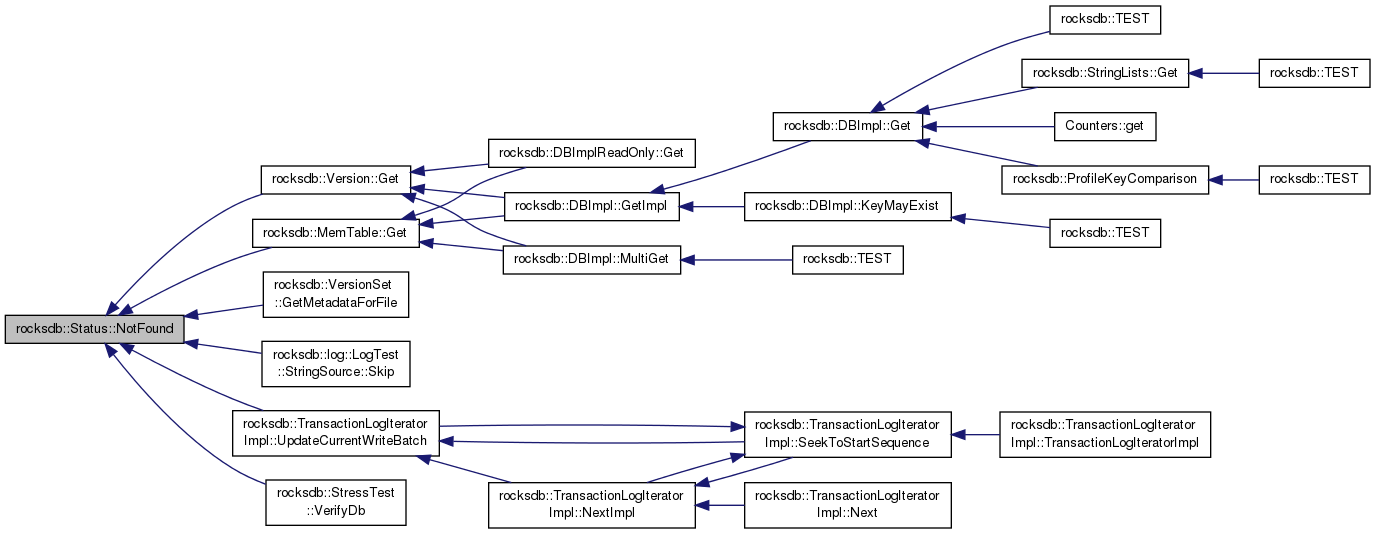 rocksdb::TEST
rocksdb::StringLists::Get
rocksdb::TEST
rocksdb::DBImpl::Get
Counters::get
rocksdb::DBImplReadOnly::Get
rocksdb::Version::Get
rocksdb::ProfileKeyComparison
rocksdb::TEST
rocksdb::DBImpl::GetImpl
rocksdb::DBImpl::KeyMayExist
rocksdb::MemTable::Get
rocksdb::TEST
rocksdb::DBImpl::MultiGet
rocksdb::TEST
rocksdb::VersionSet
::GetMetadataForFile
rocksdb::Status::NotFound
rocksdb::log::LogTest
::StringSource::Skip
rocksdb::TransactionLogIterator
Impl::UpdateCurrentWriteBatch
rocksdb::TransactionLogIterator
Impl::SeekToStartSequence
rocksdb::TransactionLogIterator
Impl::TransactionLogIteratorImpl
rocksdb::StressTest
::VerifyDb
rocksdb::TransactionLogIterator
Impl::NextImpl
rocksdb::TransactionLogIterator
Impl::Next